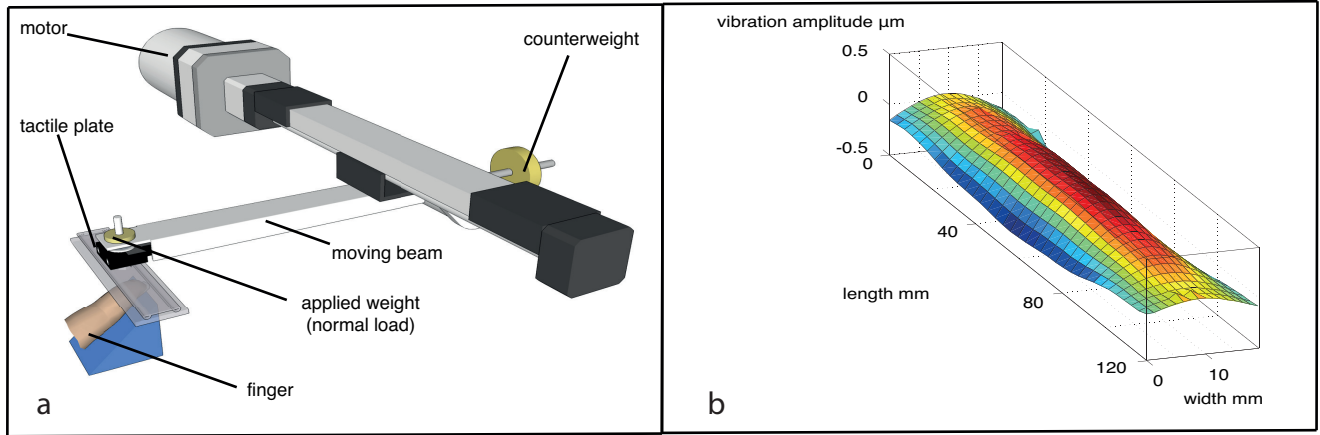 motor
counterweight
tactile plate
moving beam
applied weight
(normal load)
finger
a
vibration amplitude µm
0.5
0
-0.5
0
40
length mm
80
120
0
10
width mm
b